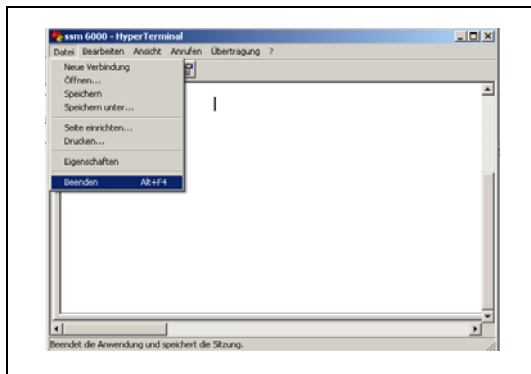 ssm 6000 - HyperTerminal
Datei Bearbeiten Ansicht Anrufen Übertragung ?
Neue Verbindung
Öffnen...
Speichern
Speichern unter...
Seite einrichten...
Drucken...
Eigenschaften
Beenden Alt+F4
Beendet die Anwendung und speichert die Sitzung.